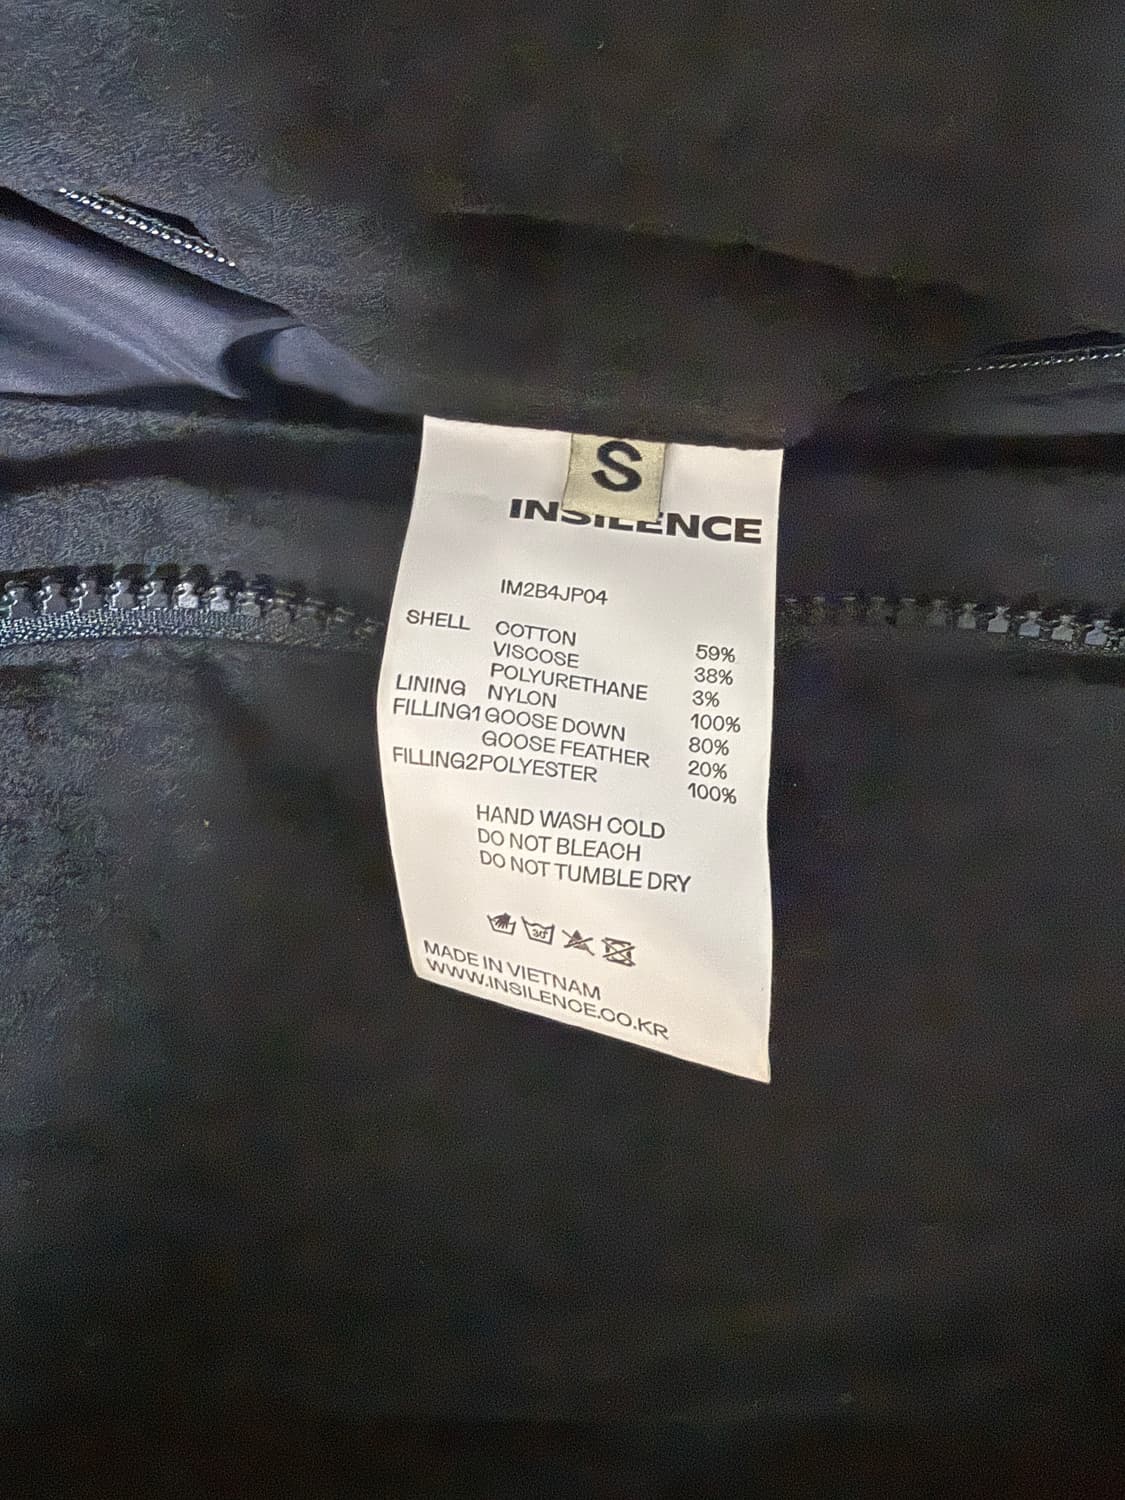 S
INSILENCE
IM2B4JP04
SHELL COTTON 59%
VISCOSE 38%
POLYURETHANE 3%
LINING NYLON 100%
FILLING1 GOOSE DOWN 80%
GOOSE FEATHER 20%
FILLING2 POLYESTER 100%
HAND WASH COLD
DO NOT BLEACH
DO NOT TUMBLE DRY
30°
MADE IN VIETNAM
WWW.INSILENCE.CO.KR